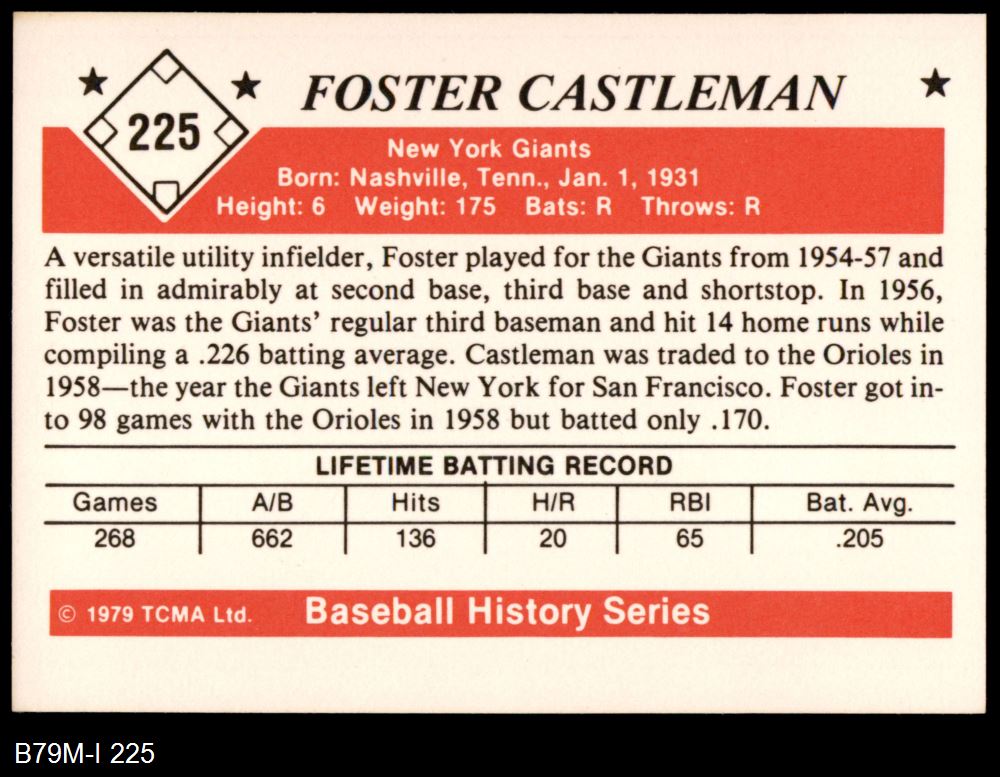 225
FOSTER CASTLEMAN
New York Giants
Born: Nashville, Tenn., Jan. 1, 1931
Height: 6 Weight: 175 Bats: R Throws: R
A versatile utility infielder, Foster played for the Giants from 1954-57 and
filled in admirably at second base, third base and shortstop. In 1956,
Foster was the Giants' regular third baseman and hit 14 home runs while
compiling a .226 batting average. Castleman was traded to the Orioles in
1958—the year the Giants left New York for San Francisco. Foster got in-
to 98 games with the Orioles in 1958 but batted only .170.
LIFETIME BATTING RECORD
Games A/B Hits H/R RBI Bat. Avg.
268 662 136 20 65 .205
© 1979 TCMA Ltd. Baseball History Series
B79M-I 225